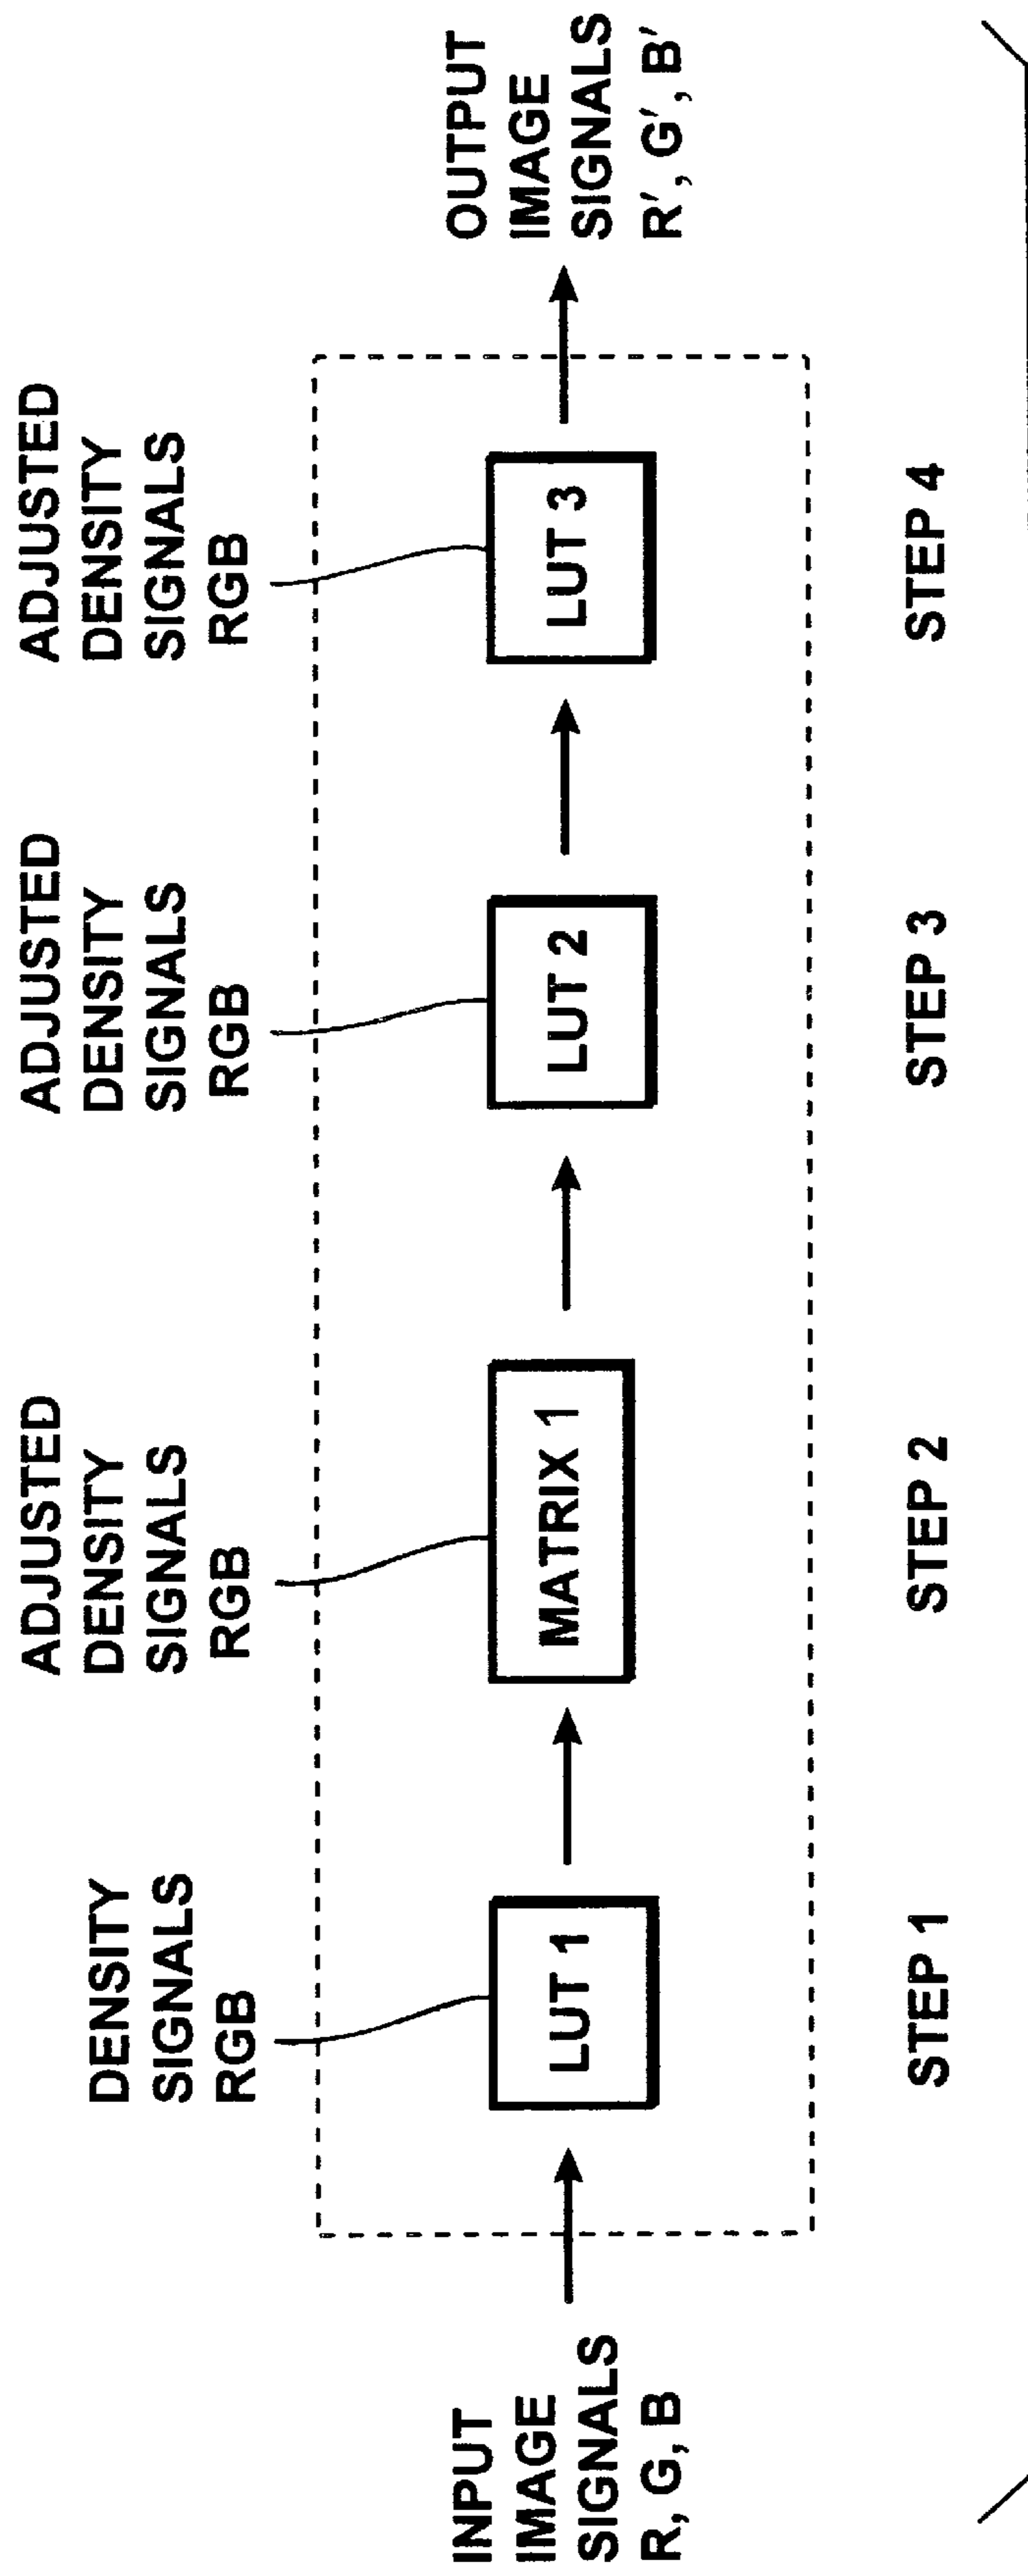 INPUT
IMAGE
SIGNALS
R, G, B
DENSITY
SIGNALS
RGB
LUT 1
STEP 1
ADJUSTED
DENSITY
SIGNALS
RGB
MATRIX 1
STEP 2
ADJUSTED
DENSITY
SIGNALS
RGB
LUT 2
STEP 3
ADJUSTED
DENSITY
SIGNALS
RGB
LUT 3
STEP 4
OUTPUT
IMAGE
SIGNALS
R′, G′, B′